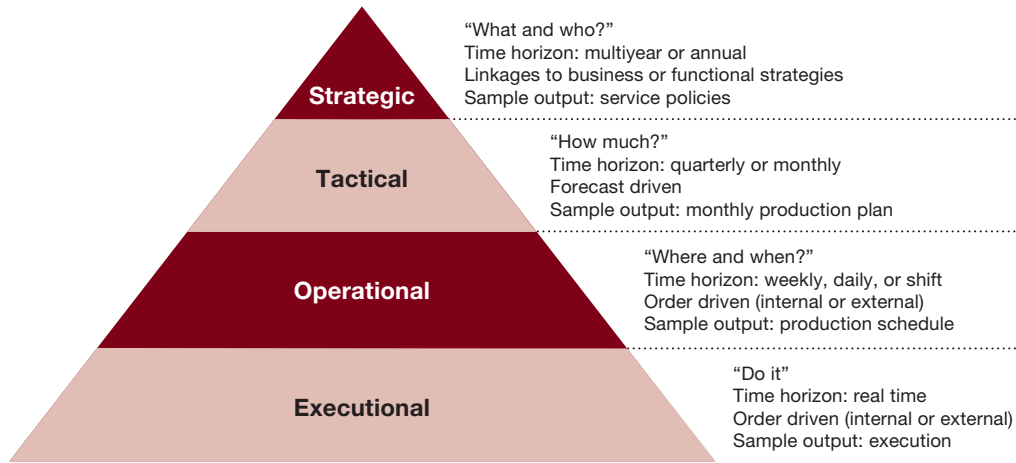 Strategic
“What and who?”
Time horizon: multiyear or annual
Linkages to business or functional strategies
Sample output: service policies
Tactical
“How much?”
Time horizon: quarterly or monthly
Forecast driven
Sample output: monthly production plan
Operational
“Where and when?”
Time horizon: weekly, daily, or shift
Order driven (internal or external)
Sample output: production schedule
Executional
“Do it”
Time horizon: real time
Order driven (internal or external)
Sample output: execution